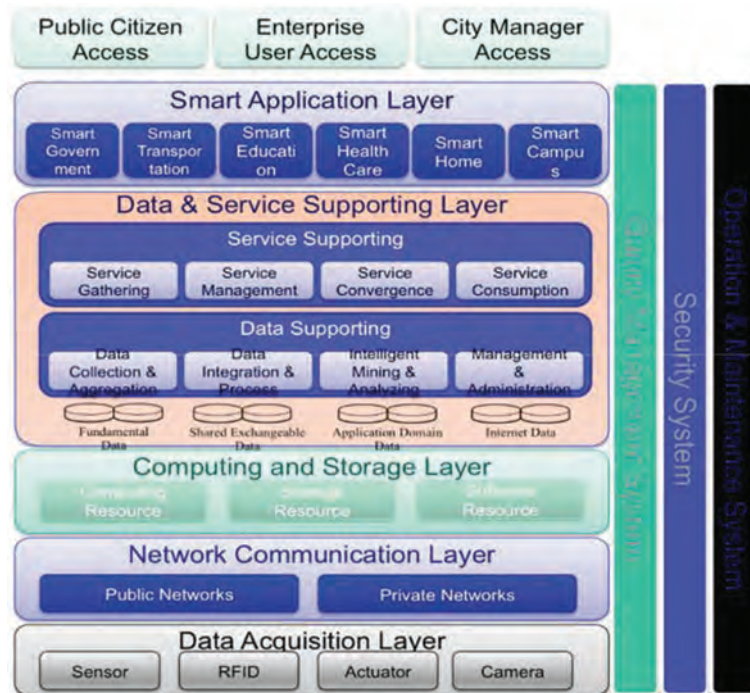 Public Citizen
Access
Enterprise
User Access
City Manager
Access
Smart Application Layer
Smart
Govern
ment
Smart
Transpor
tation
Smart
Educati
on
Smart
Health
Care
Smart
Home
Smart
Campu
s
Data & Service Supporting Layer
Service Supporting
Service
Gathering
Service
Management
Service
Convergence
Service
Consumption
Data Supporting
Data
Collection &
Aggregation
Data
Integration &
Process
Intelligent
Mining &
Analyzing
Management
&
Administration
Fundamental
Data
Shared Exchangeable
Data
Application Domain
Data
Internet Data
Computing and Storage Layer
Computing
Resource
Resource
Resource
Network Communication Layer
Public Networks
Private Networks
Data Acquisition Layer
Sensor
RFID
Actuator
Camera
System
Security System
Operation & Maintenance System